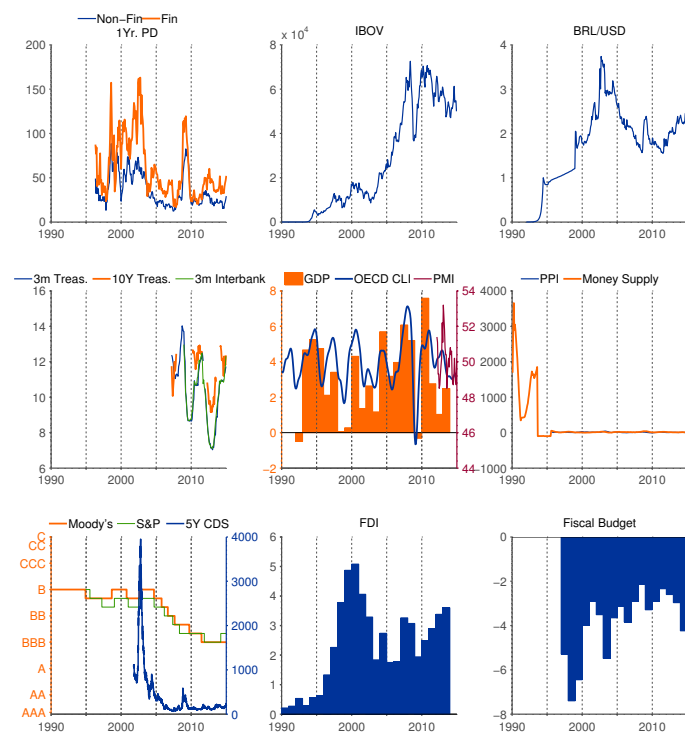 Non-Fin Fin
1Yr. PD
200
150
100
50
0
1990 2000 2010
IBOV
x 10^4
8
6
4
2
0
1990 2000 2010
BRL/USD
4
3
2
1
0
1990 2000 2010
3m Treas. 10Y Treas. 3m Interbank
16
14
12
10
8
6
1990 2000 2010
GDP OECD CLI PMI
8 54
6 52
4 50
2 48
0 46
−2 44
1990 2000 2010
PPI Money Supply
4000
3000
2000
1000
0
−1000
1990 2000 2010
Moody's S&P 5Y CDS
C 4000
CC
CCC 3000
B
BB 2000
BBB
A 1000
AA
AAA 0
1990 2000 2010
FDI
6
5
4
3
2
1
0
1990 2000 2010
Fiscal Budget
0
−2
−4
−6
−8
1990 2000 2010